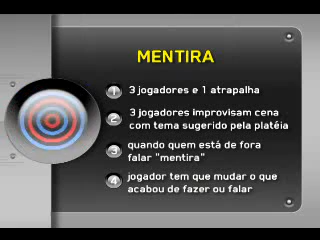 MENTIRA
1 3 jogadores e 1 atrapalha
2 3 jogadores improvisam cena
com tema sugerido pela platéia
3 quando quem está de fora
falar "mentira"
4 jogador tem que mudar o que
acabou de fazer ou falar